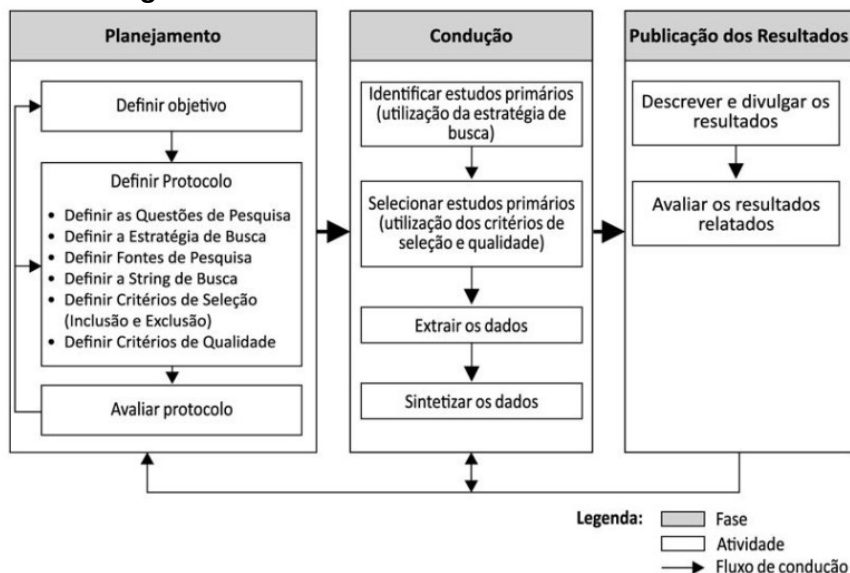 Planejamento
Definir objetivo
Definir Protocolo
• Definir as Questões de Pesquisa
• Definir a Estratégia de Busca
• Definir Fontes de Pesquisa
• Definir a String de Busca
• Definir Critérios de Seleção
(Inclusão e Exclusão)
• Definir Critérios de Qualidade
Avaliar protocolo
Condução
Identificar estudos primários
(utilização da estratégia de
busca)
Selecionar estudos primários
(utilização dos critérios de
seleção e qualidade)
Extrair os dados
Sintetizar os dados
Publicação dos Resultados
Descrever e divulgar os
resultados
Avaliar os resultados
relatados
Legenda:
Fase
Atividade
Fluxo de condução